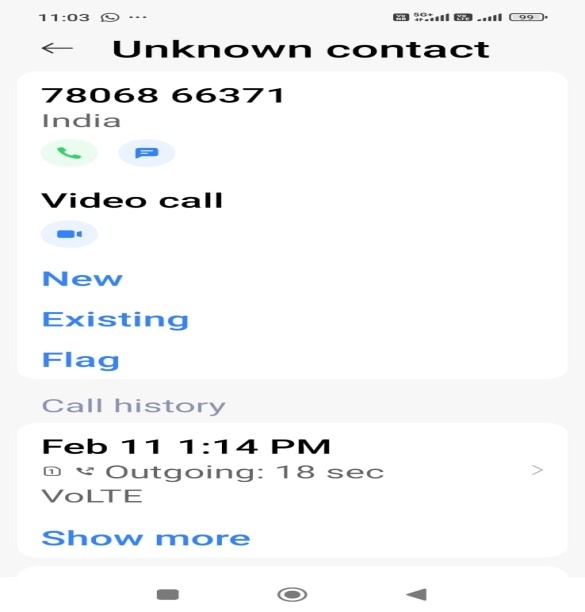 11:03
Unknown contact
78068 66371
India
Video call
New
Existing
Flag
Call history
Feb 11 1:14 PM
1 Outgoing: 18 sec
VoLTE
Show more